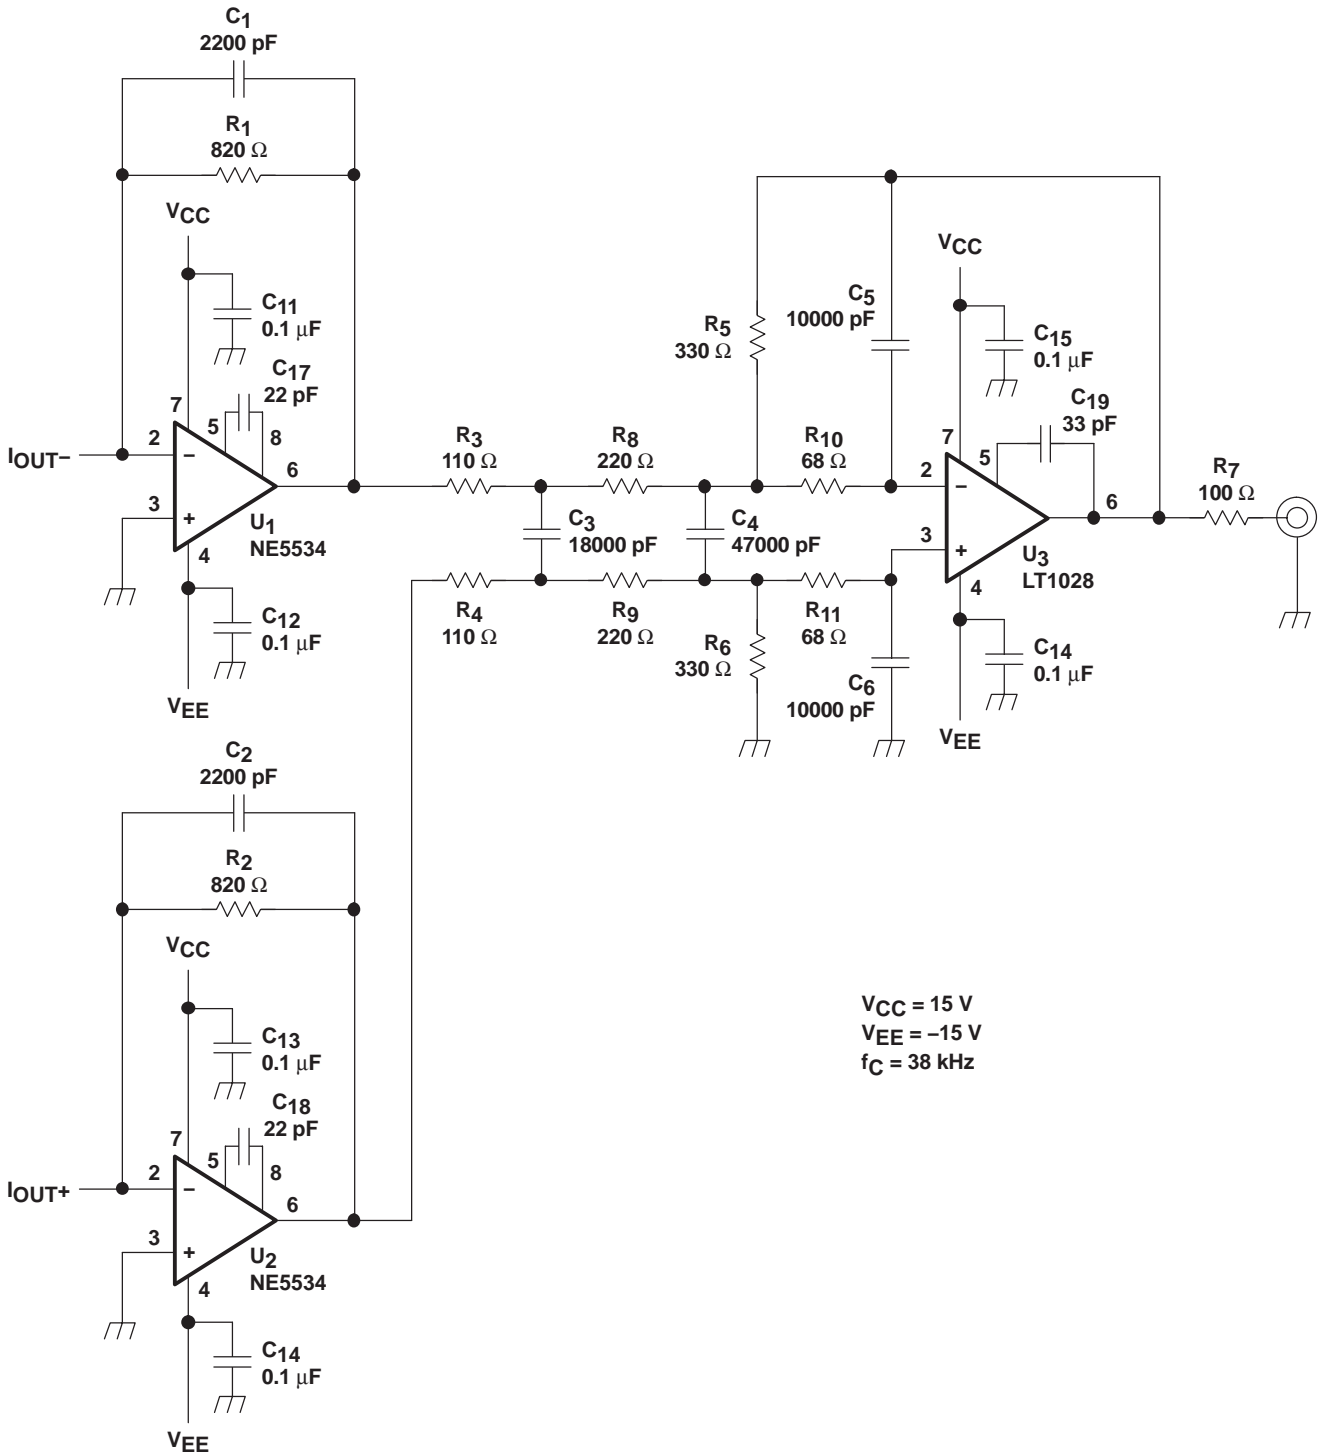 C1
2200 pF
R1
820 Ω
VCC
C11
0.1 μF
C17
22 pF
7
5
8
2
–
IOUT–
6
3
+
U1
NE5534
4
C12
0.1 μF
VEE
R3
110 Ω
R8
220 Ω
R10
68 Ω
C3
18000 pF
C4
47000 pF
R4
110 Ω
R9
220 Ω
R11
68 Ω
R5
330 Ω
C5
10000 pF
R6
330 Ω
C6
10000 pF
VCC
C15
0.1 μF
C19
33 pF
7
5
2
–
6
3
+
U3
LT1028
4
R7
100 Ω
C14
0.1 μF
VEE
C2
2200 pF
R2
820 Ω
VCC
C13
0.1 μF
C18
22 pF
7
5
8
2
–
IOUT+
6
3
+
U2
NE5534
4
C14
0.1 μF
VEE
VCC = 15 V
VEE = –15 V
fC = 38 kHz